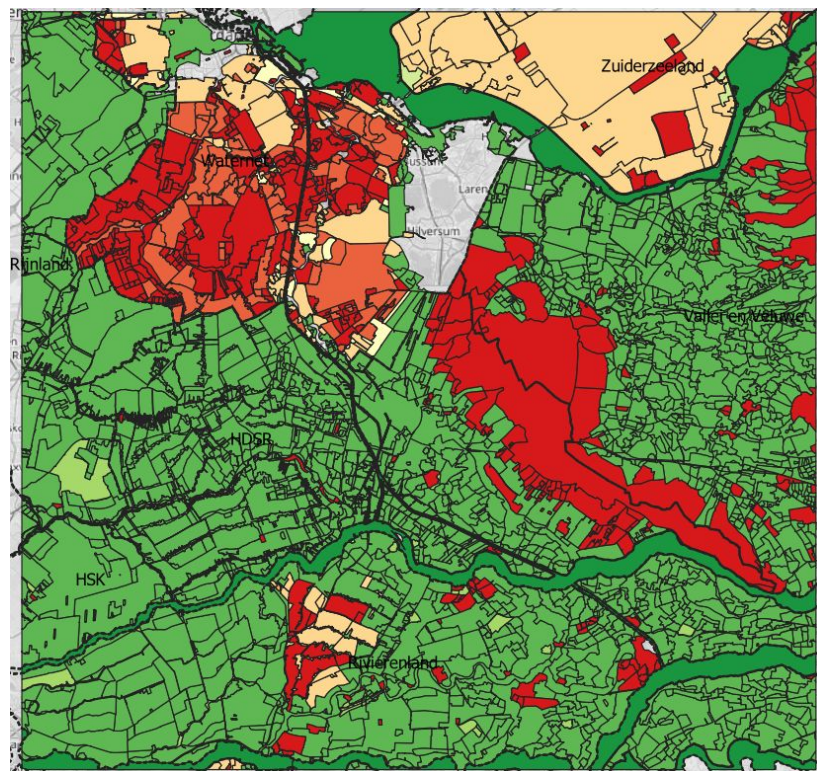 Zuiderzeeland
Waternet
Laren
Hilversum
Rijnland
Vallei en Veluwe
HDSR
HSK
Rivierenland